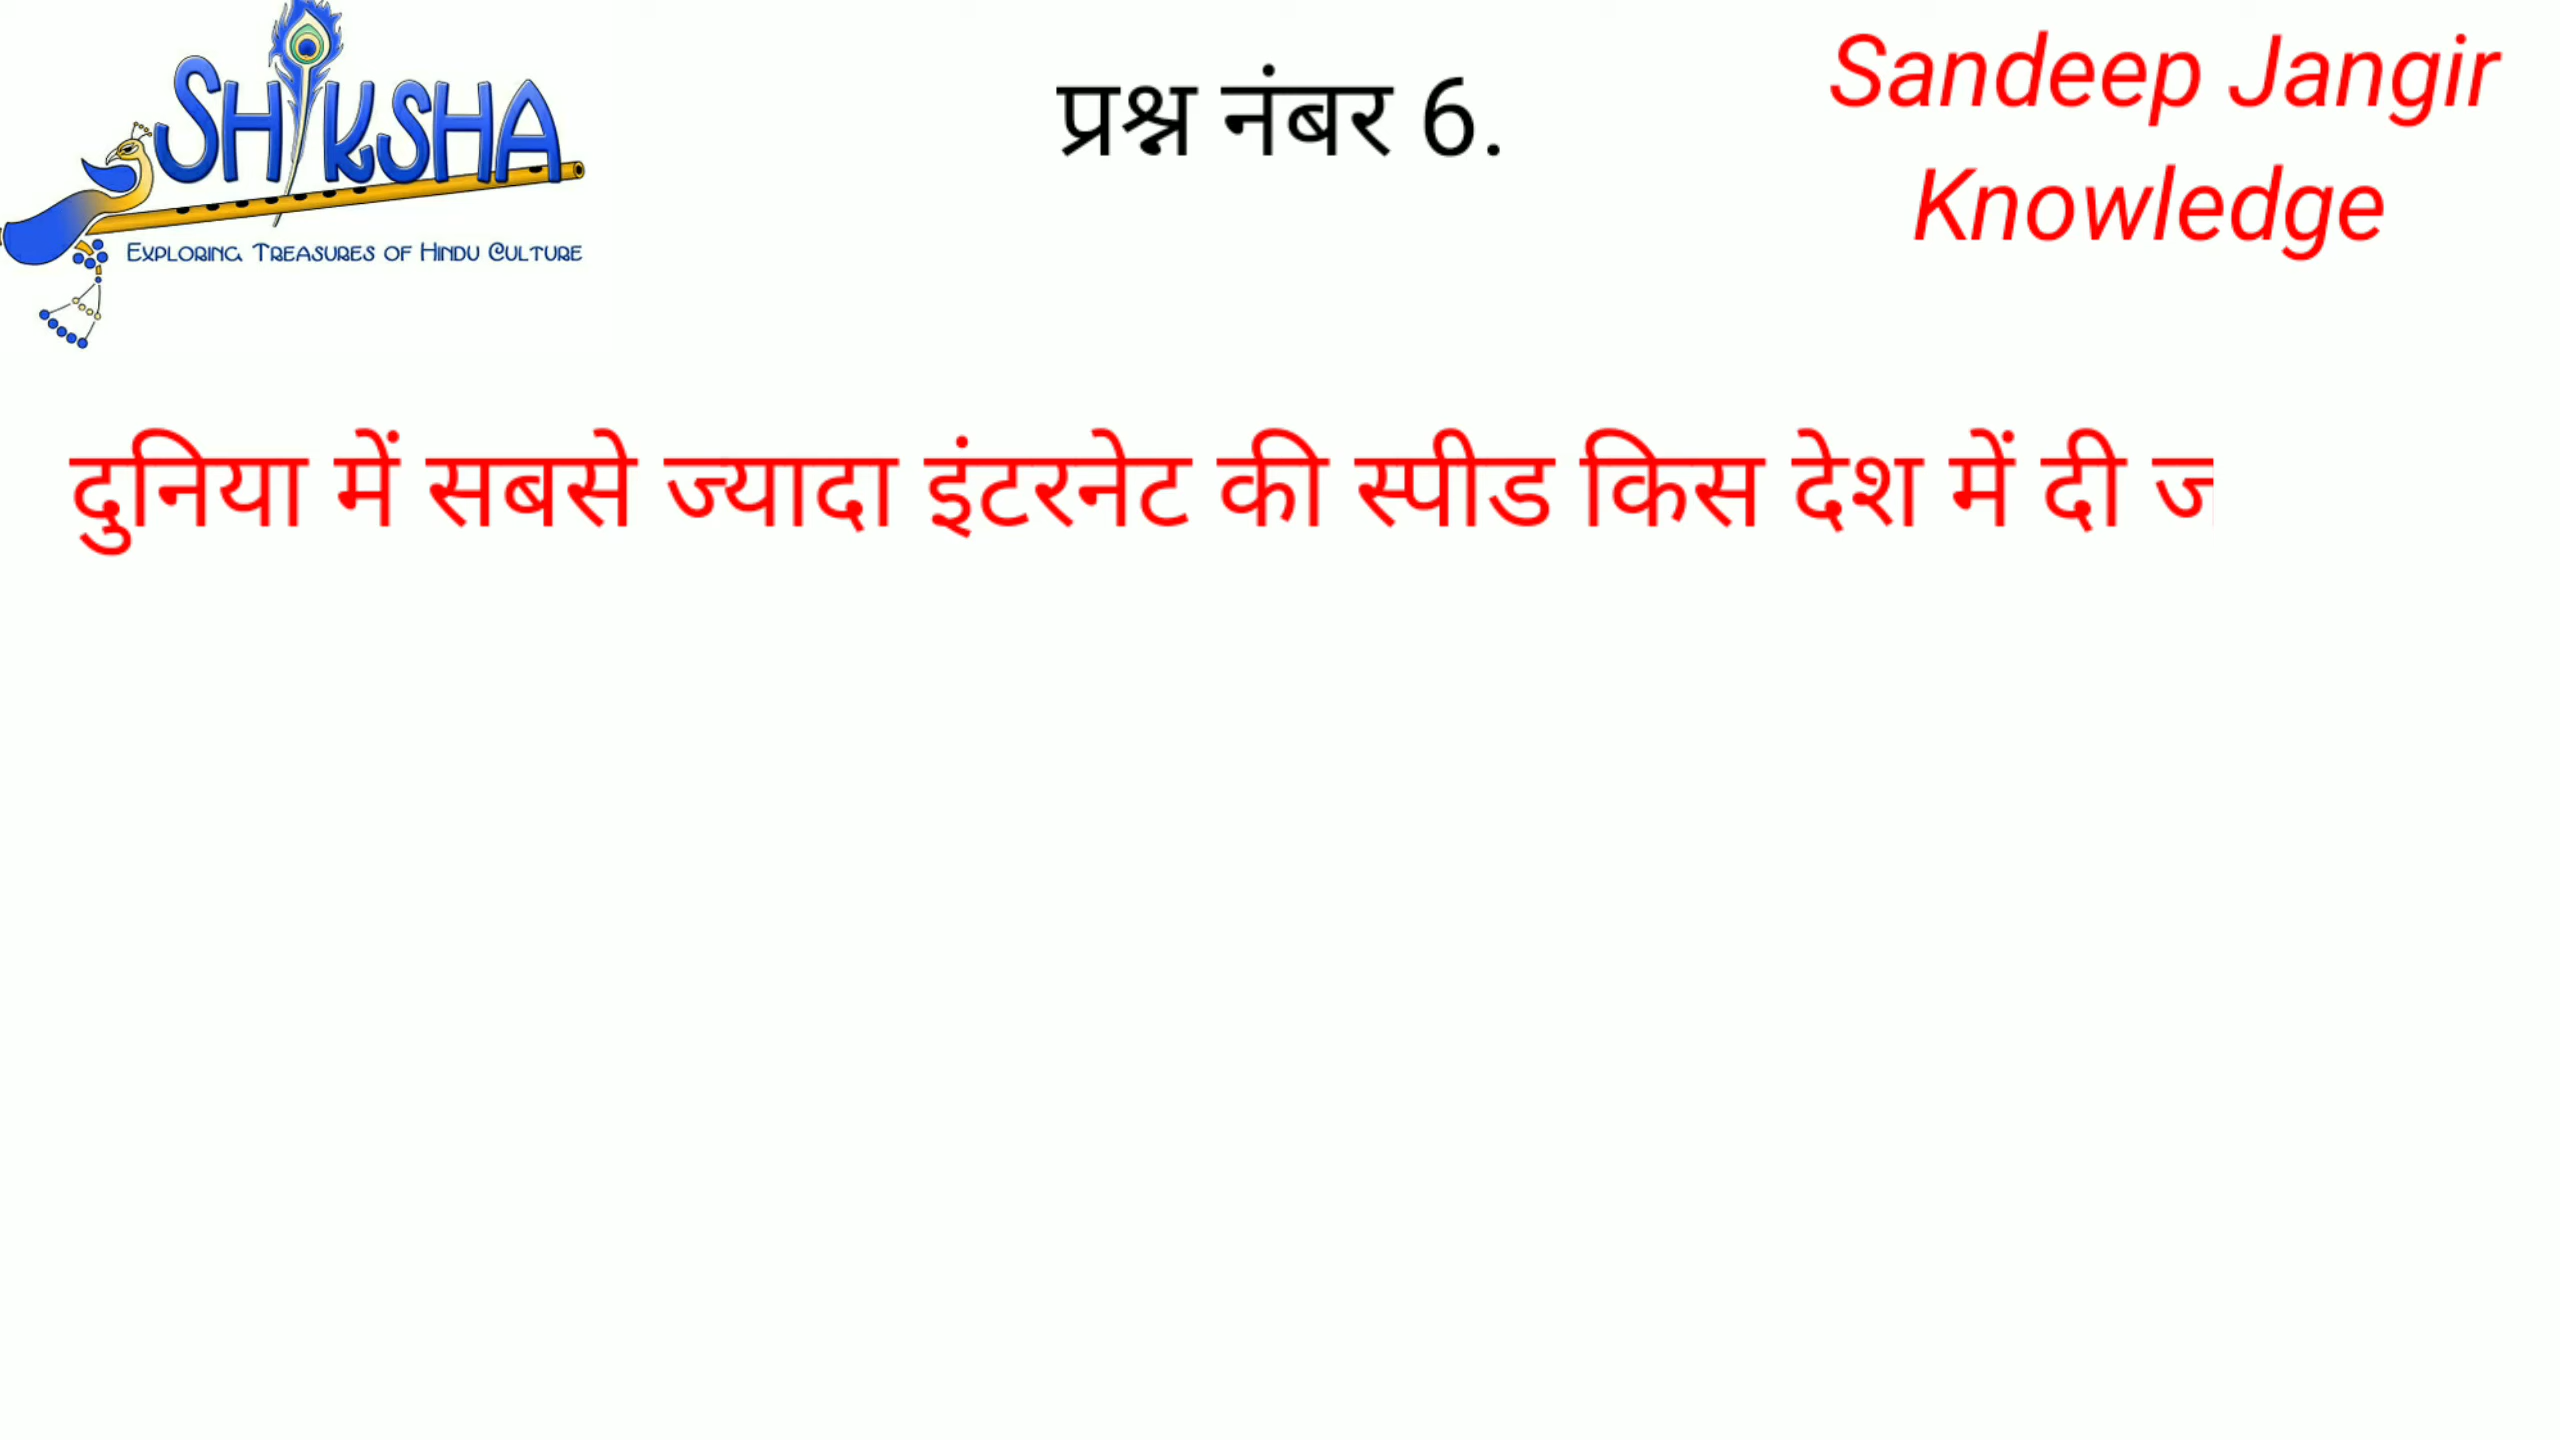 SHIKSHA
EXPLORING TREASURES OF HINDU CULTURE
प्रश्न नंबर 6.
Sandeep Jangir
Knowledge
दुनिया में सबसे ज्यादा इंटरनेट की स्पीड किस देश में दी